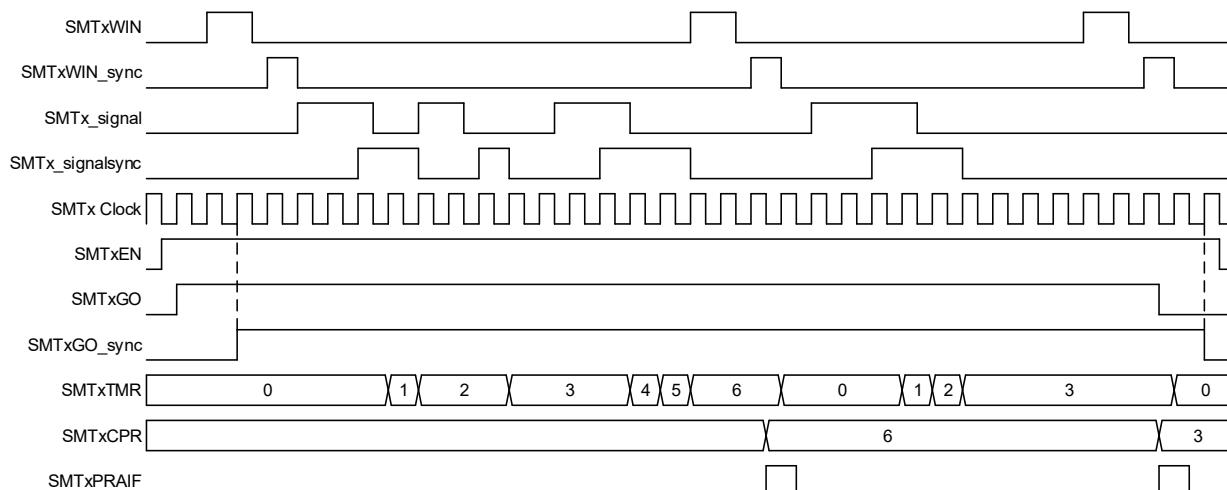 SMTxWIN
SMTxWIN_sync
SMTx_signal
SMTx_signalsync
SMTx Clock
SMTxEN
SMTxGO
SMTxGO_sync
SMTxTMR 0 1 2 3 4 5 6 0 1 2 3 0
SMTxCPR 6 3
SMTxPRAIF